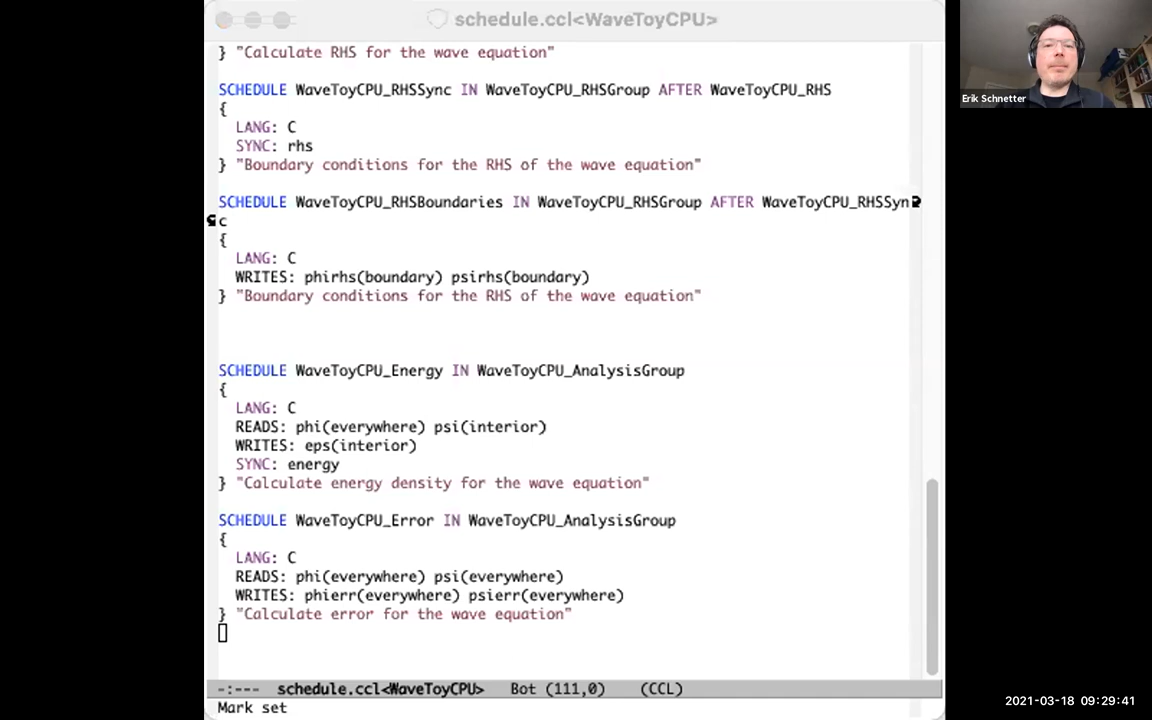 schedule.ccl<WaveToyCPU>
} "Calculate RHS for the wave equation"
SCHEDULE WaveToyCPU_RHSSync IN WaveToyCPU_RHSGroup AFTER WaveToyCPU_RHS
{
LANG: C
SYNC: rhs
} "Boundary conditions for the RHS of the wave equation"
SCHEDULE WaveToyCPU_RHSBoundaries IN WaveToyCPU_RHSGroup AFTER WaveToyCPU_RHSSyn
c
{
LANG: C
WRITES: phirhs(boundary) psirhs(boundary)
} "Boundary conditions for the RHS of the wave equation"
SCHEDULE WaveToyCPU_Energy IN WaveToyCPU_AnalysisGroup
{
LANG: C
READS: phi(everywhere) psi(interior)
WRITES: eps(interior)
SYNC: energy
} "Calculate energy density for the wave equation"
SCHEDULE WaveToyCPU_Error IN WaveToyCPU_AnalysisGroup
{
LANG: C
READS: phi(everywhere) psi(everywhere)
WRITES: phierr(everywhere) psierr(everywhere)
} "Calculate error for the wave equation"
-:--- schedule.ccl<WaveToyCPU> Bot (111,0) (CCL)
Mark set
Erik Schnetter
2021-03-18 09:29:41